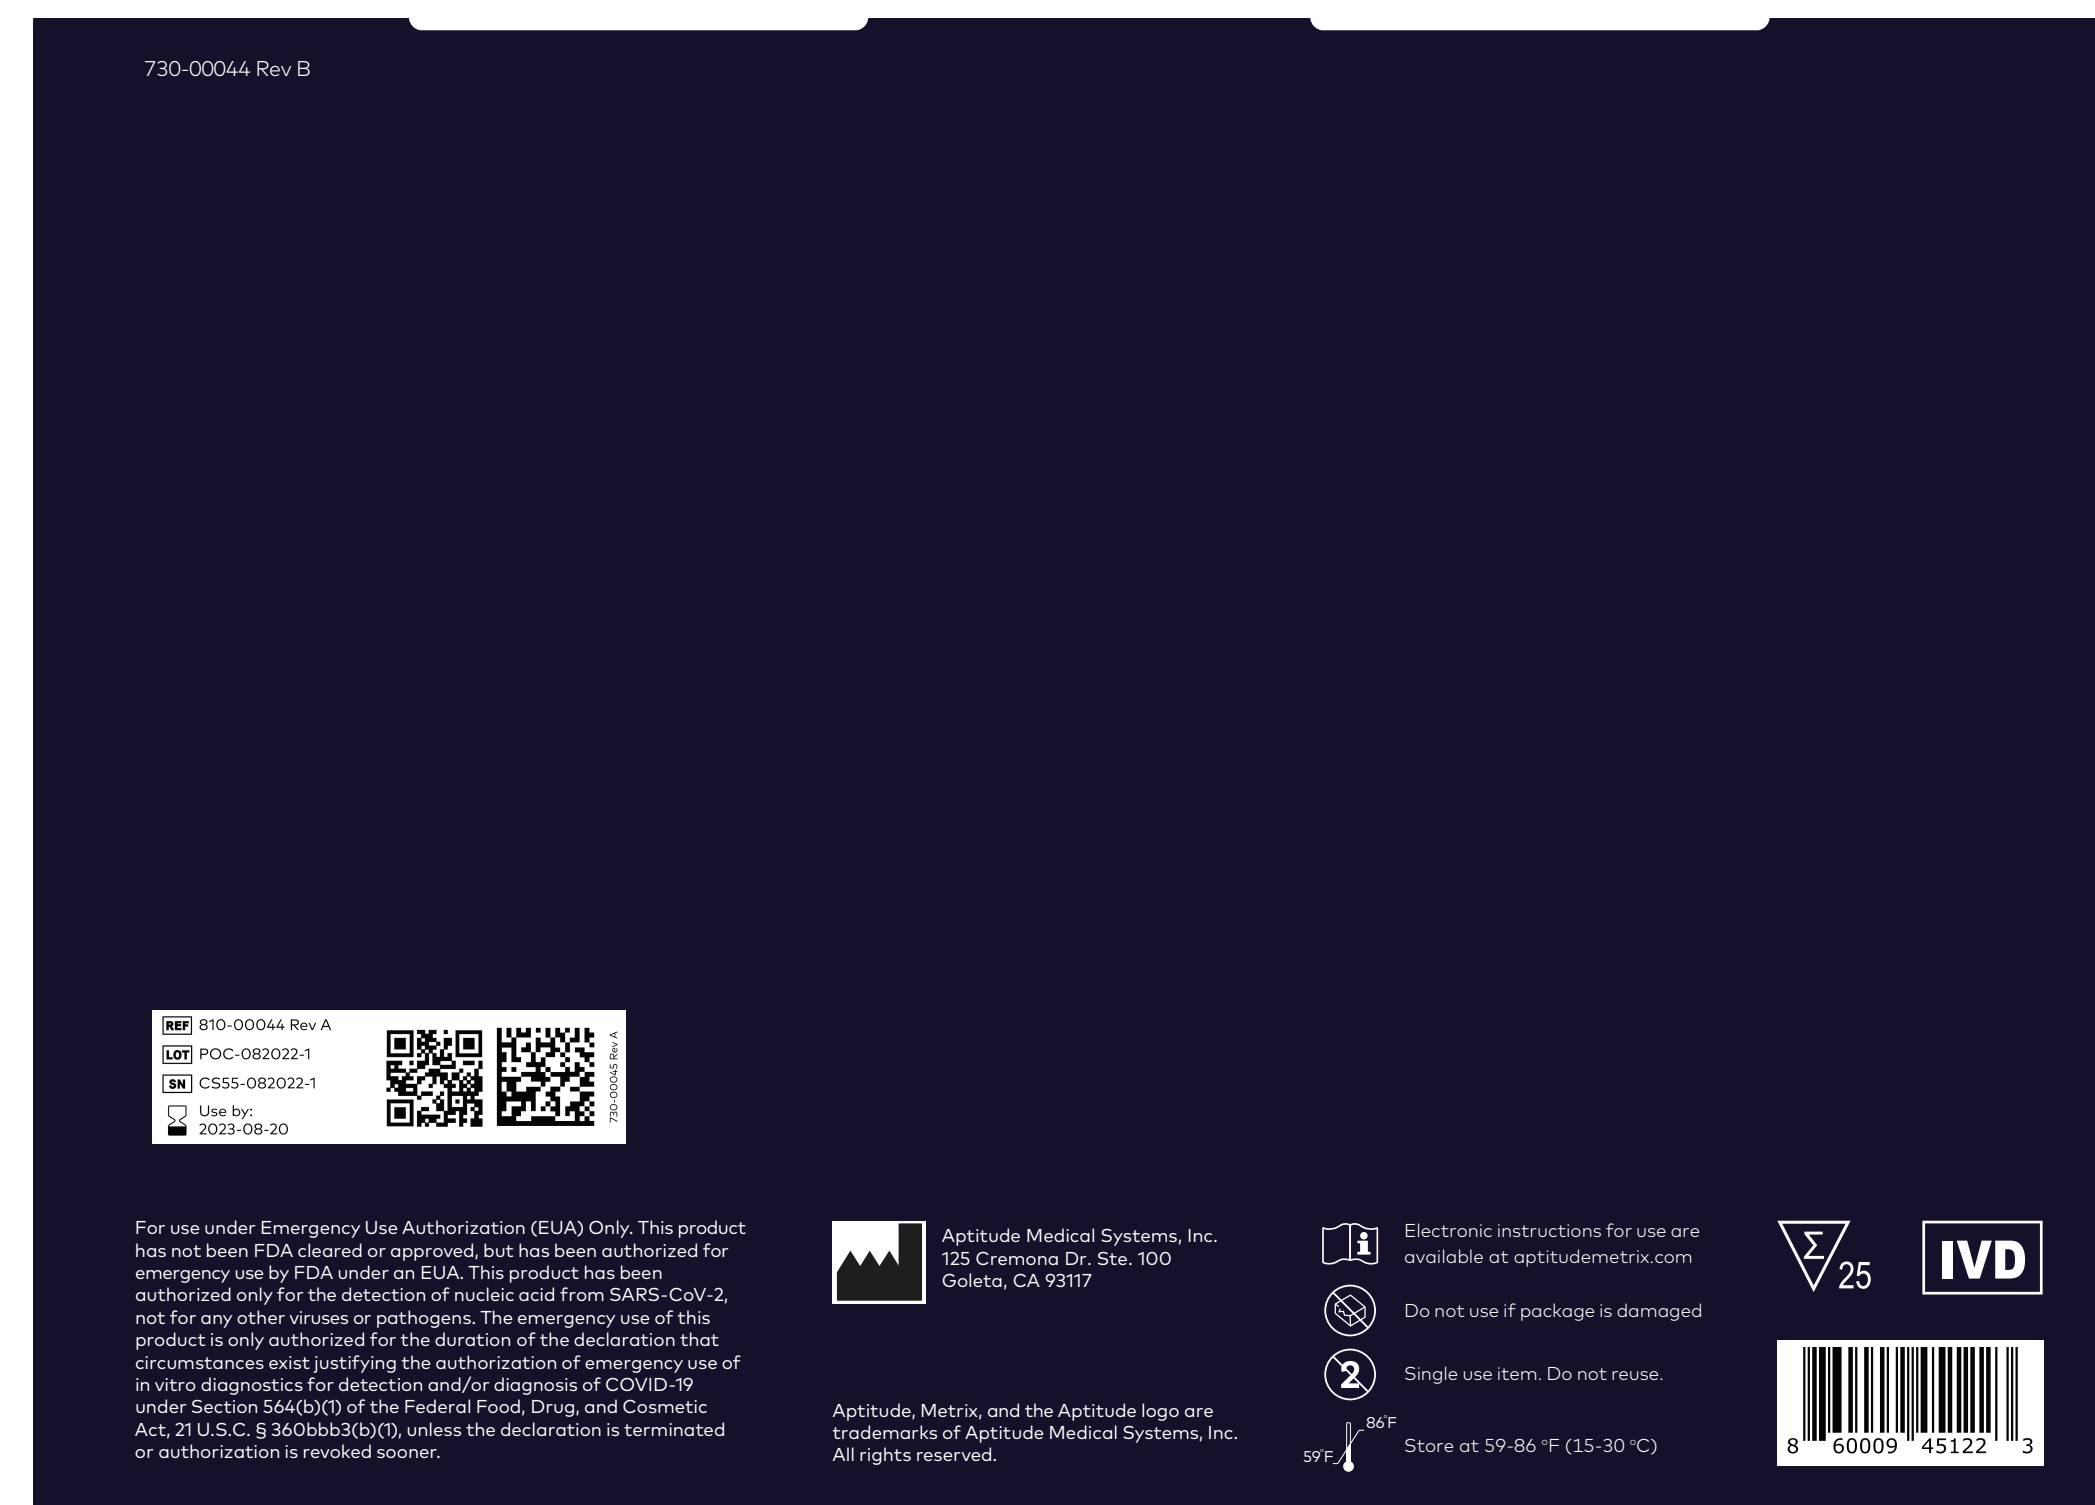 730-00044 Rev B
REF 810-00044 Rev A
LOT POC-082022-1
SN CS55-082022-1
Use by:
2023-08-20
730-00045 Rev A
For use under Emergency Use Authorization (EUA) Only. This product
has not been FDA cleared or approved, but has been authorized for
emergency use by FDA under an EUA. This product has been
authorized only for the detection of nucleic acid from SARS-CoV-2,
not for any other viruses or pathogens. The emergency use of this
product is only authorized for the duration of the declaration that
circumstances exist justifying the authorization of emergency use of
in vitro diagnostics for detection and/or diagnosis of COVID-19
under Section 564(b)(1) of the Federal Food, Drug, and Cosmetic
Act, 21 U.S.C. § 360bbb3(b)(1), unless the declaration is terminated
or authorization is revoked sooner.
Aptitude Medical Systems, Inc.
125 Cremona Dr. Ste. 100
Goleta, CA 93117
Aptitude, Metrix, and the Aptitude logo are
trademarks of Aptitude Medical Systems, Inc.
All rights reserved.
Electronic instructions for use are
available at aptitudemetrix.com
Do not use if package is damaged
2
Single use item. Do not reuse.
86°F
59°F
Store at 59-86 °F (15-30 °C)
Σ 25
IVD
8 60009 45122 3